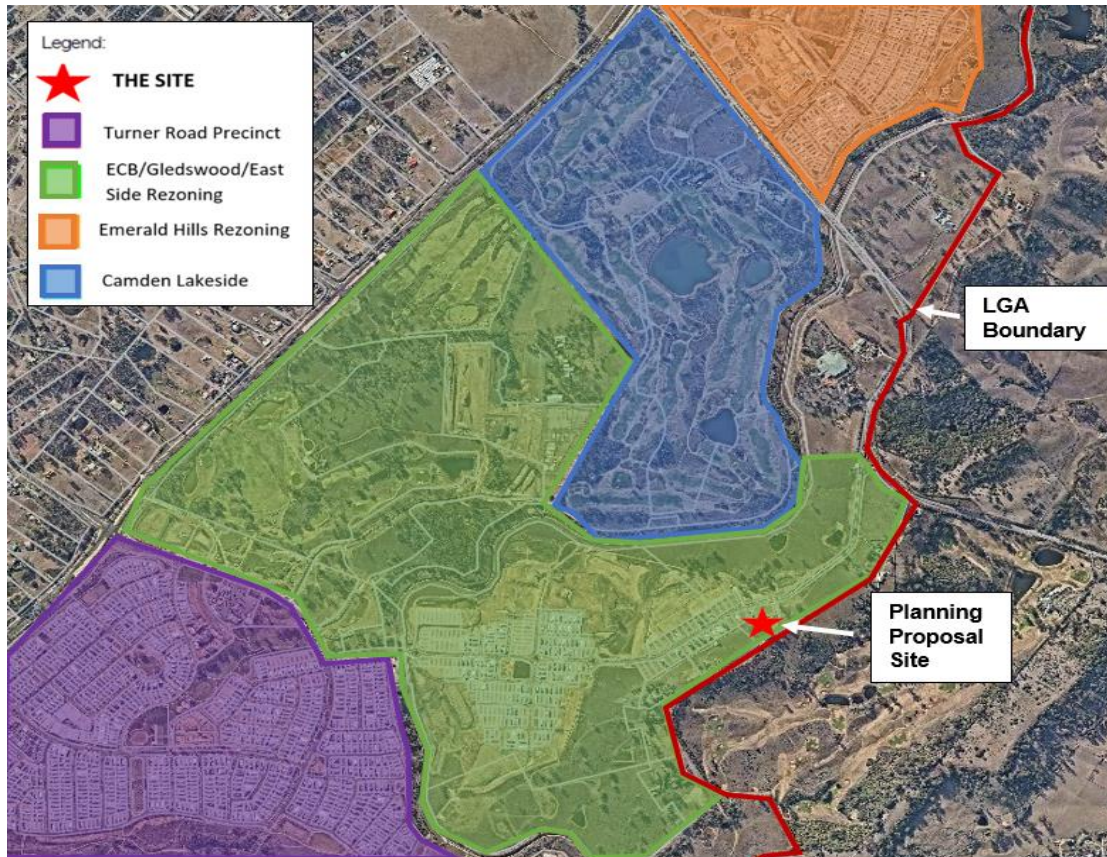 Legend:
THE SITE
Turner Road Precinct
ECB/Gledswood/East
Side Rezoning
Emerald Hills Rezoning
Camden Lakeside
LGA
Boundary
Planning
Proposal
Site